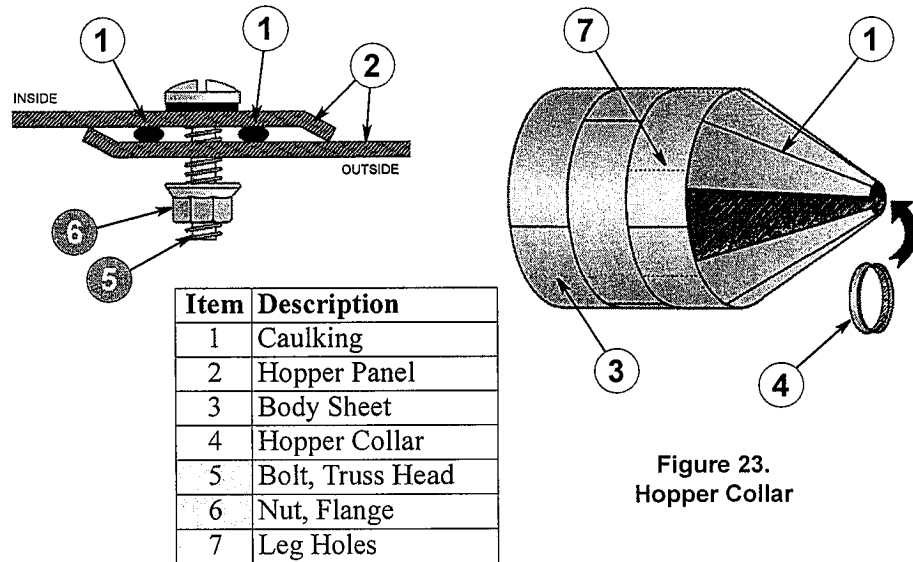 1
1
2
INSIDE
OUTSIDE
6
5
7
1
3
4
Item Description
1 Caulking
2 Hopper Panel
3 Body Sheet
4 Hopper Collar
5 Bolt, Truss Head
6 Nut, Flange
7 Leg Holes
Figure 23.
Hopper Collar